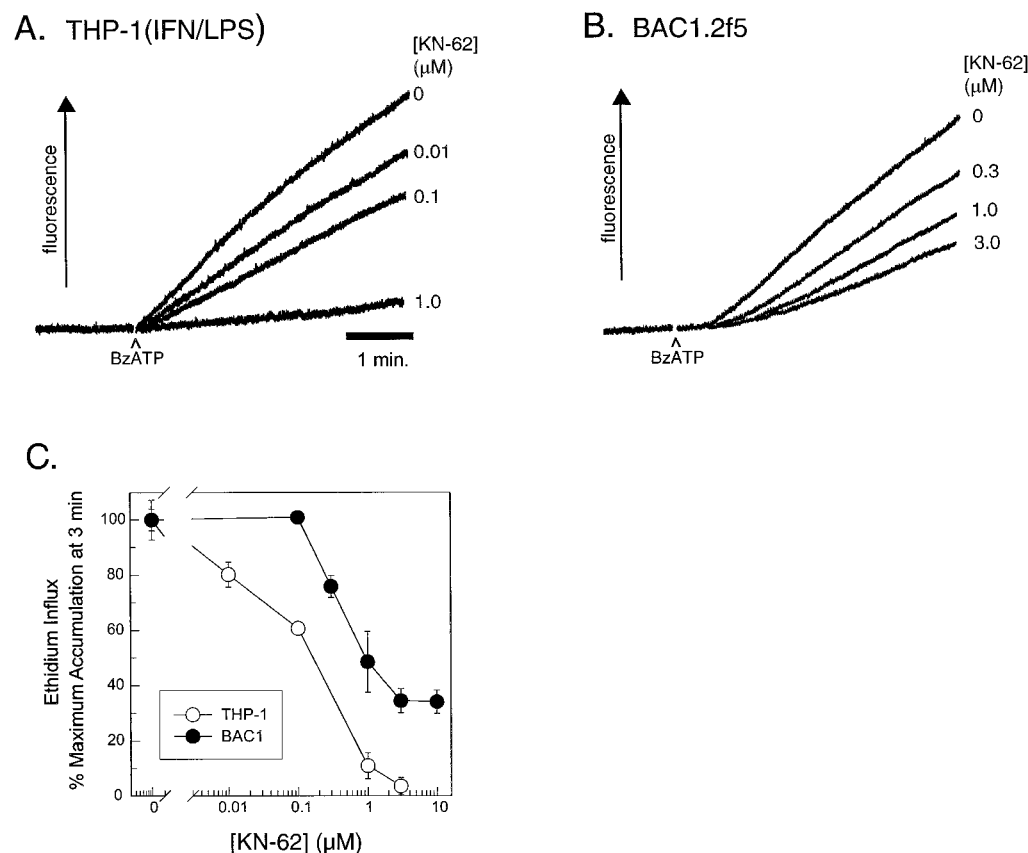 A. THP-1(IFN/LPS)
[KN-62]
(μM)
0
0.01
0.1
1.0
fluorescence
^
BzATP
1 min.
B. BAC1.2f5
[KN-62]
(μM)
0
0.3
1.0
3.0
fluorescence
^
BzATP
C.
Ethidium Influx
% Maximum Accumulation at 3 min
100
80
60
40
20
0
THP-1
BAC1
0 0.01 0.1 1 10
[KN-62] (μM)